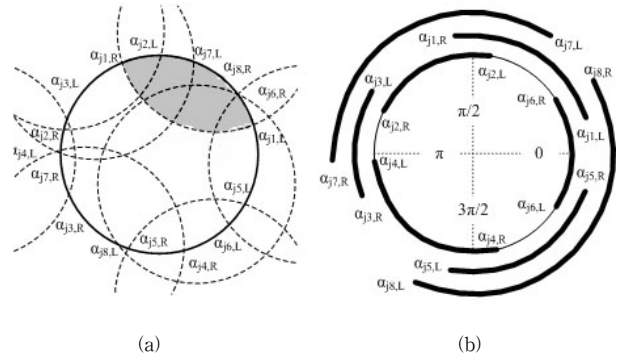 αj2,L
αj7,L
αj1,R
αj8,R
αj3,L
αj6,R
αj2,R
αj1,L
αj4,L
αj7,R
αj5,L
αj3,R
αj6,L
αj5,R
αj8,L
αj4,R
(a)
αj7,L
αj1,R
αj3,L
αj2,L
αj8,R
αj6,R
αj2,R
π/2
αj1,L
αj4,L
π
0
αj7,R
αj5,R
αj3,R
3π/2
αj6,L
αj4,R
αj5,L
αj8,L
(b)